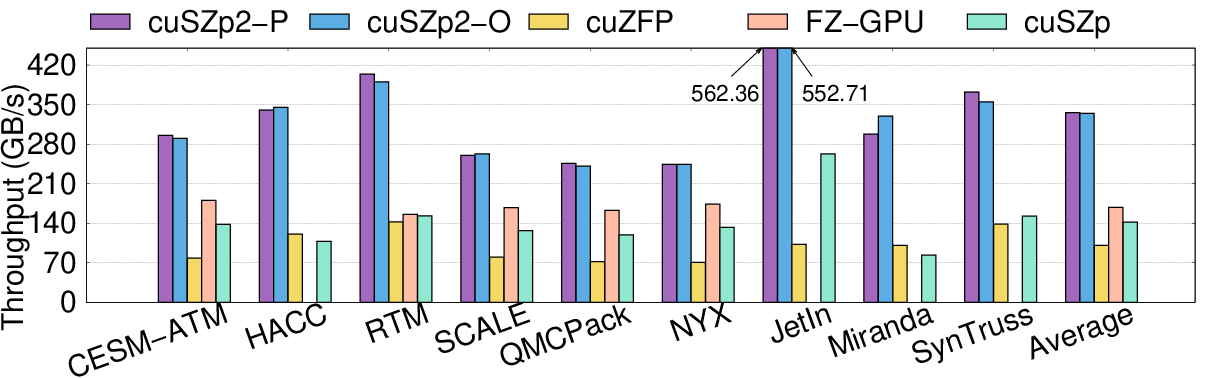 cuSZp2-P cuSZp2-O cuZFP FZ-GPU cuSZp
Throughput (GB/s)
420
350
280
210
140
70
0
562.36 552.71
CESM-ATM HACC RTM SCALE QMCPack NYX JetIn Miranda SynTruss Average